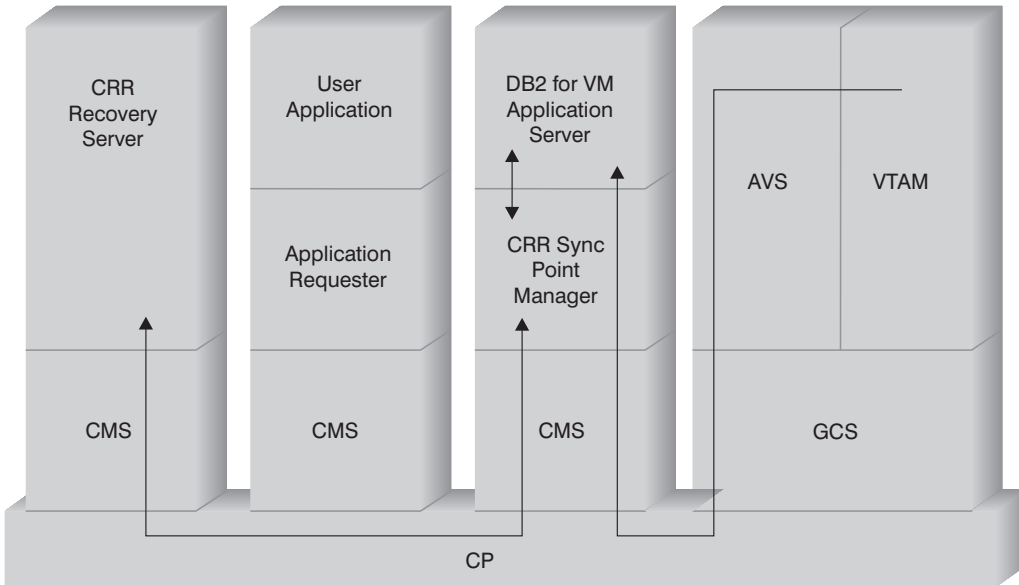 CRR
Recovery
Server
CMS
User
Application
Application
Requester
CMS
DB2 for VM
Application
Server
CRR Sync
Point
Manager
CMS
AVS
VTAM
GCS
CP